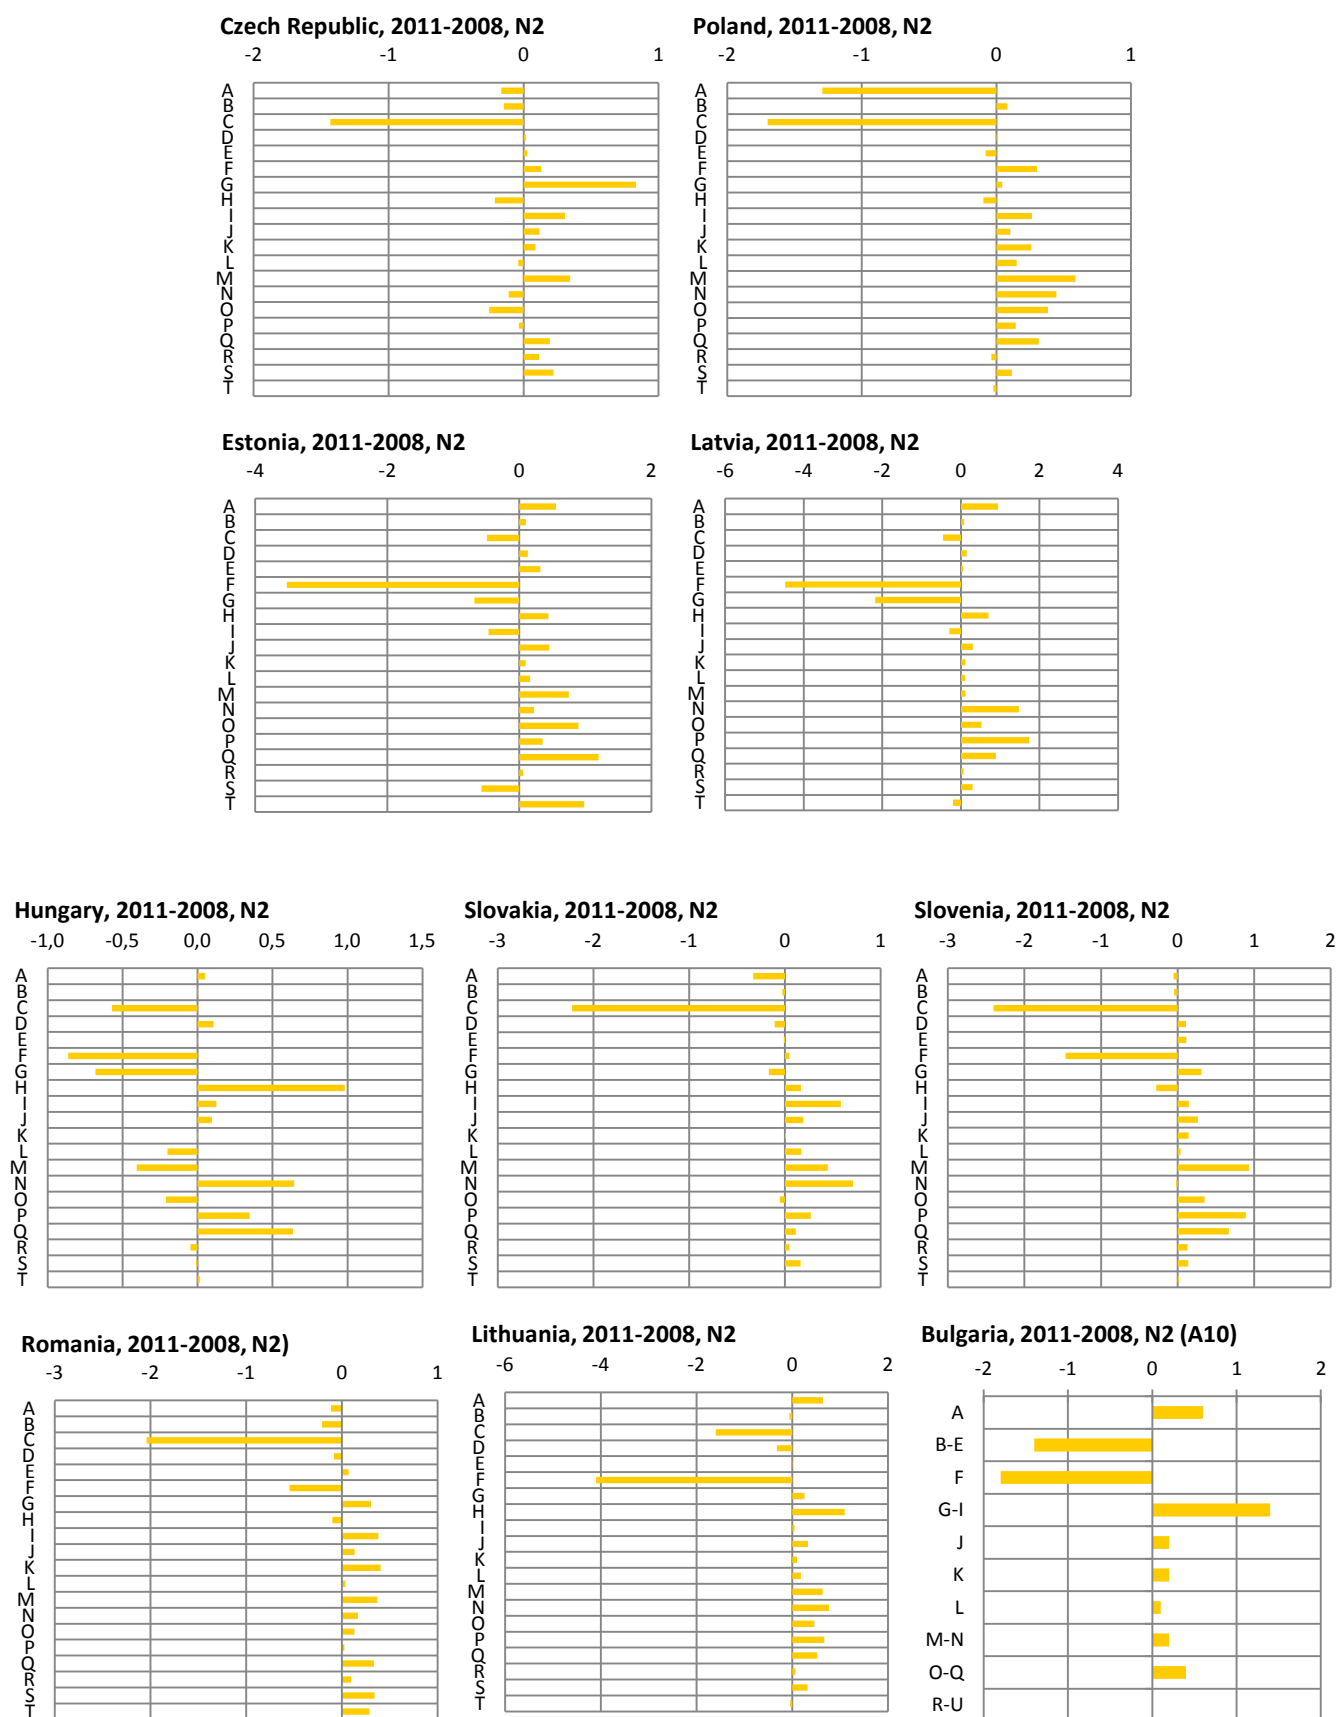 Czech Republic, 2011-2008, N2
-2 -1 0 1
A
B
C
D
E
F
G
H
I
J
K
L
M
N
O
P
Q
R
S
T
Poland, 2011-2008, N2
-2 -1 0 1
A
B
C
D
E
F
G
H
I
J
K
L
M
N
O
P
Q
R
S
T
Estonia, 2011-2008, N2
-4 -2 0 2
A
B
C
D
E
F
G
H
I
J
K
L
M
N
O
P
Q
R
S
T
Latvia, 2011-2008, N2
-6 -4 -2 0 2 4
A
B
C
D
E
F
G
H
I
J
K
L
M
N
O
P
Q
R
S
T
Hungary, 2011-2008, N2
-1,0 -0,5 0,0 0,5 1,0 1,5
A
B
C
D
E
F
G
H
I
J
K
L
M
N
O
P
Q
R
S
T
Slovakia, 2011-2008, N2
-3 -2 -1 0 1
A
B
C
D
E
F
G
H
I
J
K
L
M
N
O
P
Q
R
S
T
Slovenia, 2011-2008, N2
-3 -2 -1 0 1 2
A
B
C
D
E
F
G
H
I
J
K
L
M
N
O
P
Q
R
S
T
Romania, 2011-2008, N2)
-3 -2 -1 0 1
A
B
C
D
E
F
G
H
I
J
K
L
M
N
O
P
Q
R
S
T
Lithuania, 2011-2008, N2
-6 -4 -2 0 2
A
B
C
D
E
F
G
H
I
J
K
L
M
N
O
P
Q
R
S
T
Bulgaria, 2011-2008, N2 (A10)
-2 -1 0 1 2
A
B-E
F
G-I
J
K
L
M-N
O-Q
R-U